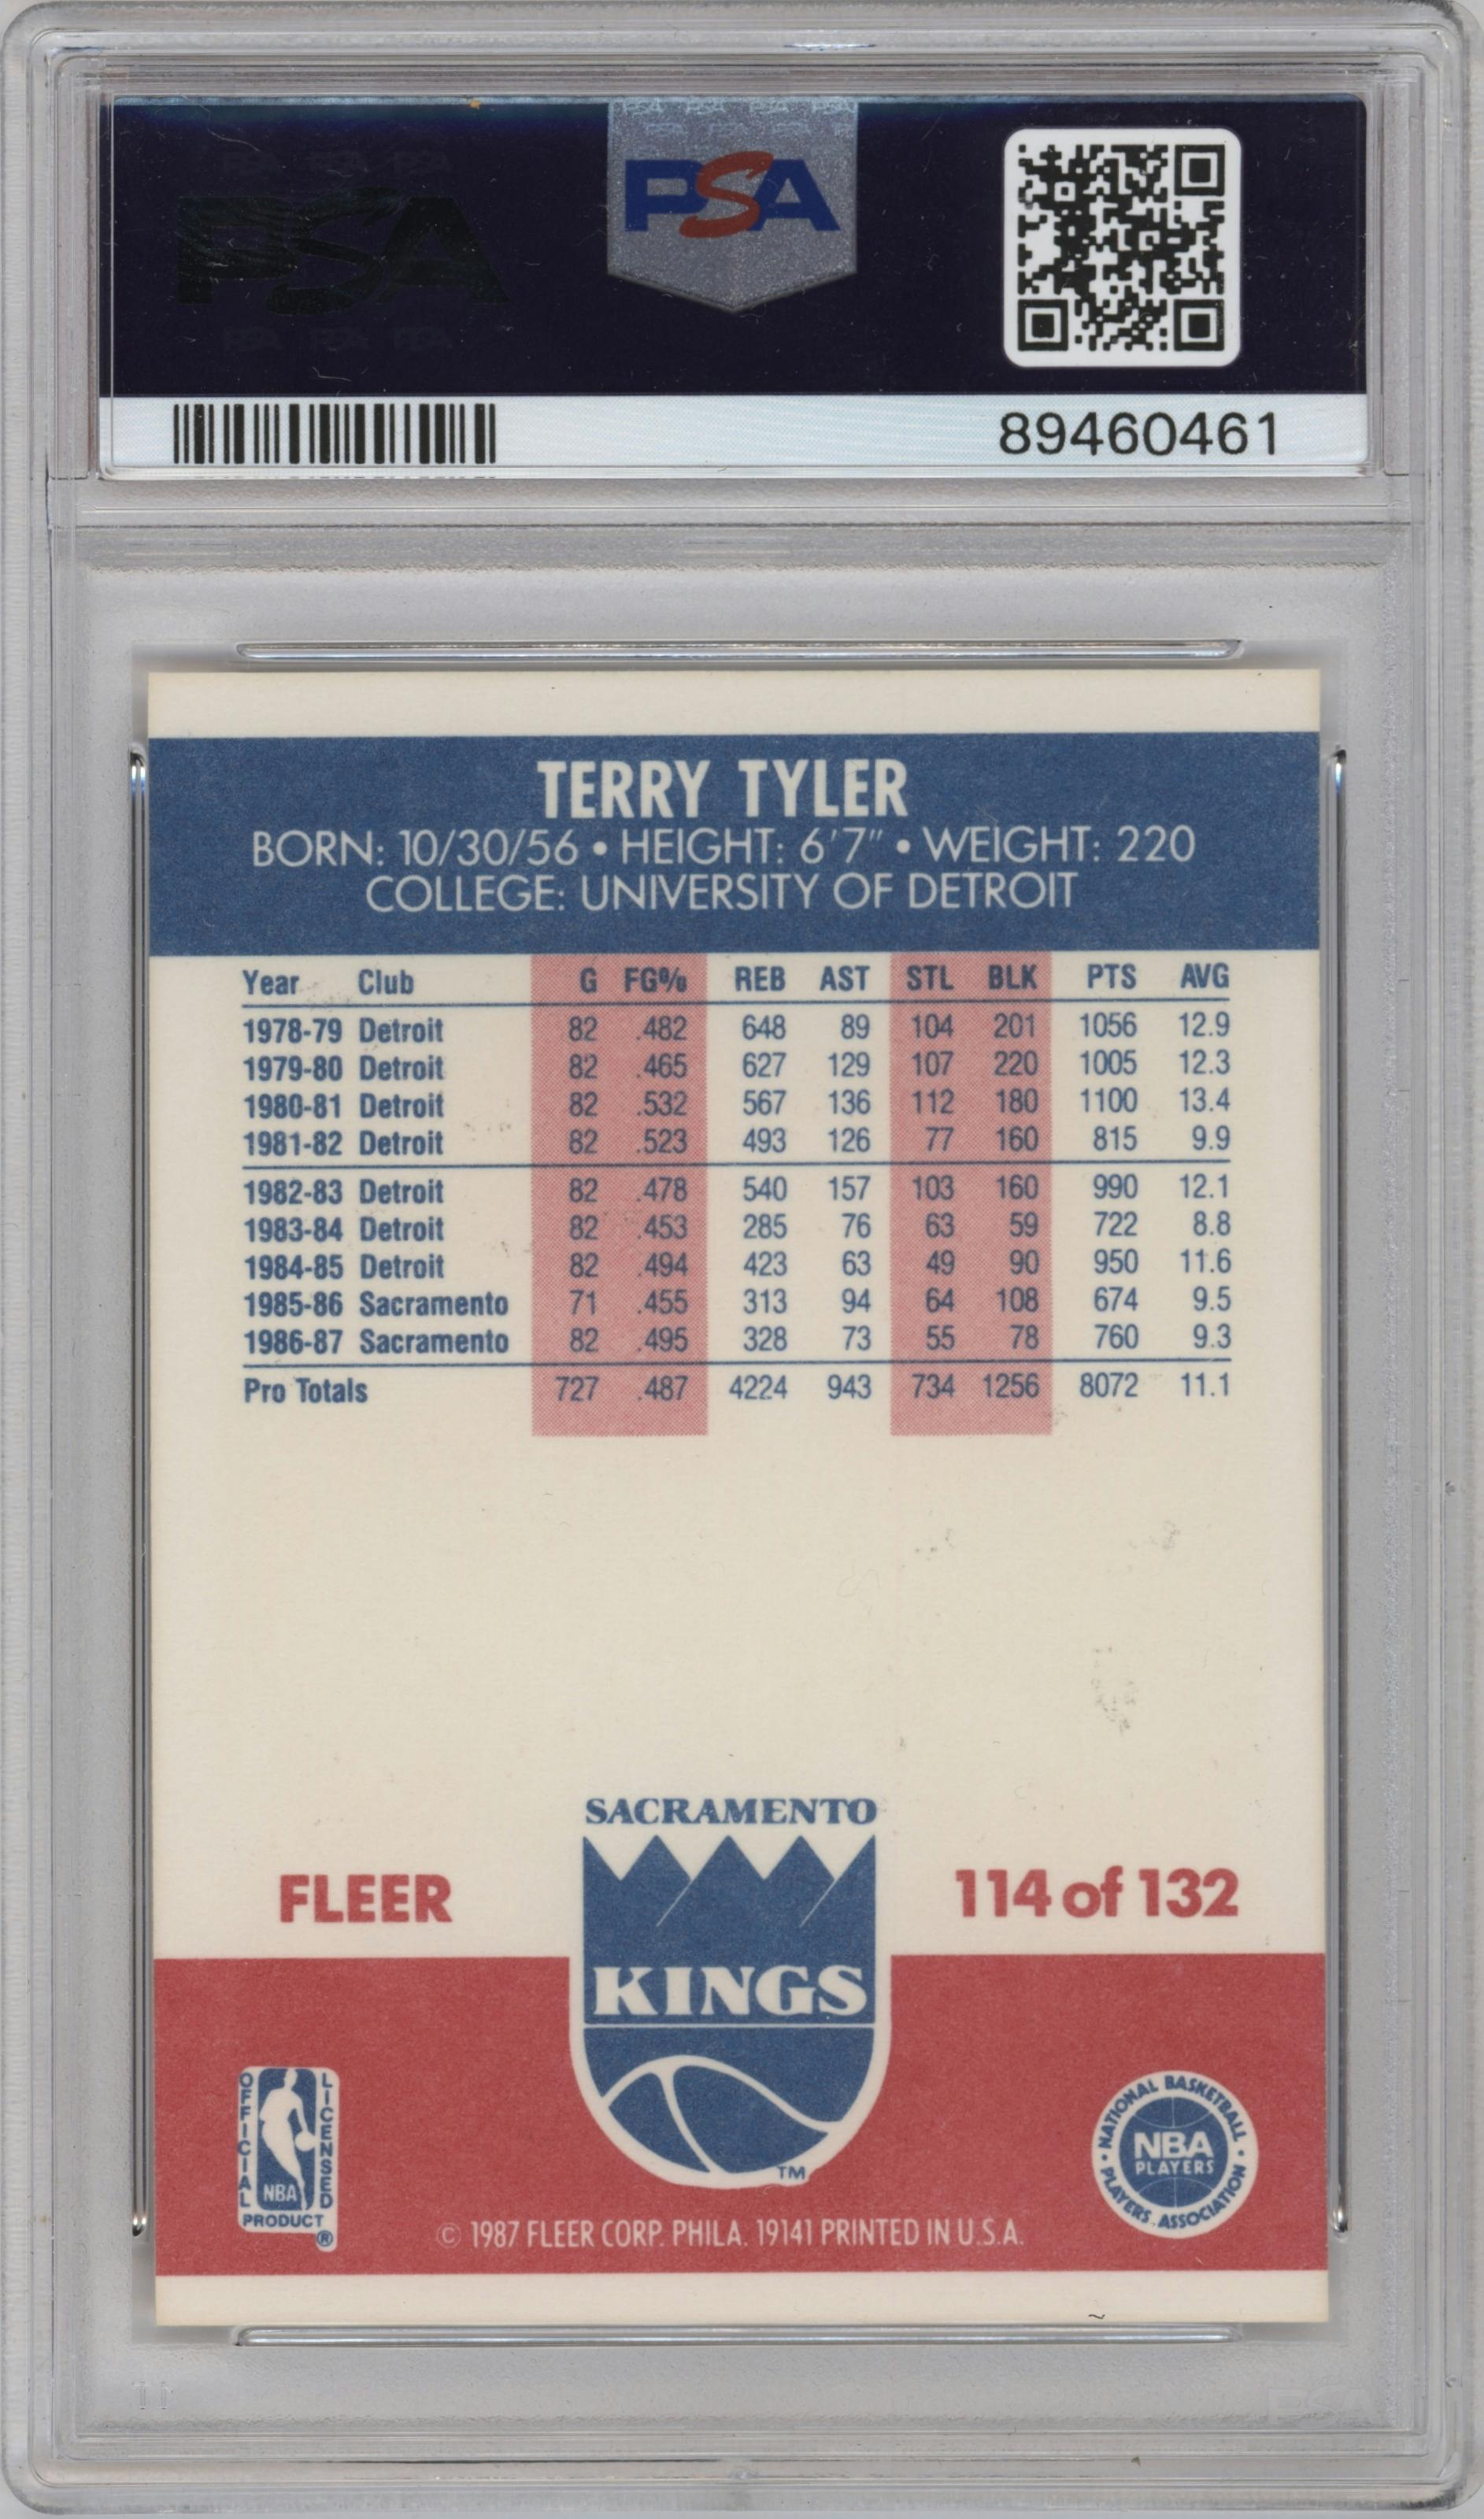 PSA
PSA
89460461
TERRY TYLER
BORN: 10/30/56 • HEIGHT: 6'7" • WEIGHT: 220
COLLEGE: UNIVERSITY OF DETROIT
Year Club G FG% REB AST STL BLK PTS AVG
1978-79 Detroit 82 .482 648 89 104 201 1056 12.9
1979-80 Detroit 82 .465 627 129 107 220 1005 12.3
1980-81 Detroit 82 .532 567 136 112 180 1100 13.4
1981-82 Detroit 82 .523 493 126 77 160 815 9.9
1982-83 Detroit 82 .478 540 157 103 160 990 12.1
1983-84 Detroit 82 .453 285 76 63 59 722 8.8
1984-85 Detroit 82 .494 423 63 49 90 950 11.6
1985-86 Sacramento 71 .455 313 94 64 108 674 9.5
1986-87 Sacramento 82 .495 328 73 55 78 760 9.3
Pro Totals 727 .487 4224 943 734 1256 8072 11.1
SACRAMENTO
FLEER
114 of 132
KINGS
TM
OFFICIAL LICENSED
NBA
PRODUCT
®
NATIONAL BASKETBALL
NBA
PLAYERS
PLAYERS ASSOCIATION
© 1987 FLEER CORP. PHILA. 19141 PRINTED IN U.S.A.